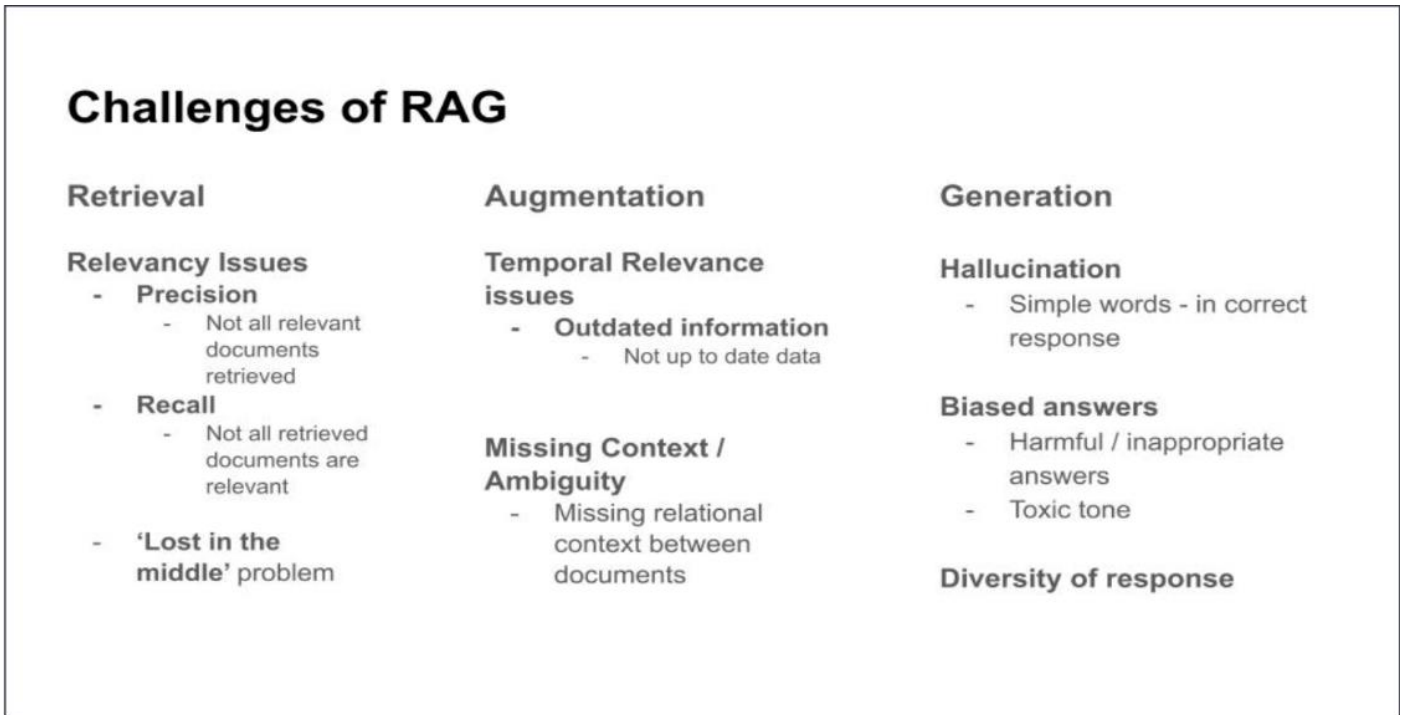 Challenges of RAG
Retrieval
Relevancy Issues
- Precision
- Not all relevant
documents
retrieved
- Recall
- Not all retrieved
documents are
relevant
- ‘Lost in the
middle’ problem
Augmentation
Temporal Relevance
issues
- Outdated information
- Not up to date data
Missing Context /
Ambiguity
- Missing relational
context between
documents
Generation
Hallucination
- Simple words - in correct
response
Biased answers
- Harmful / inappropriate
answers
- Toxic tone
Diversity of response